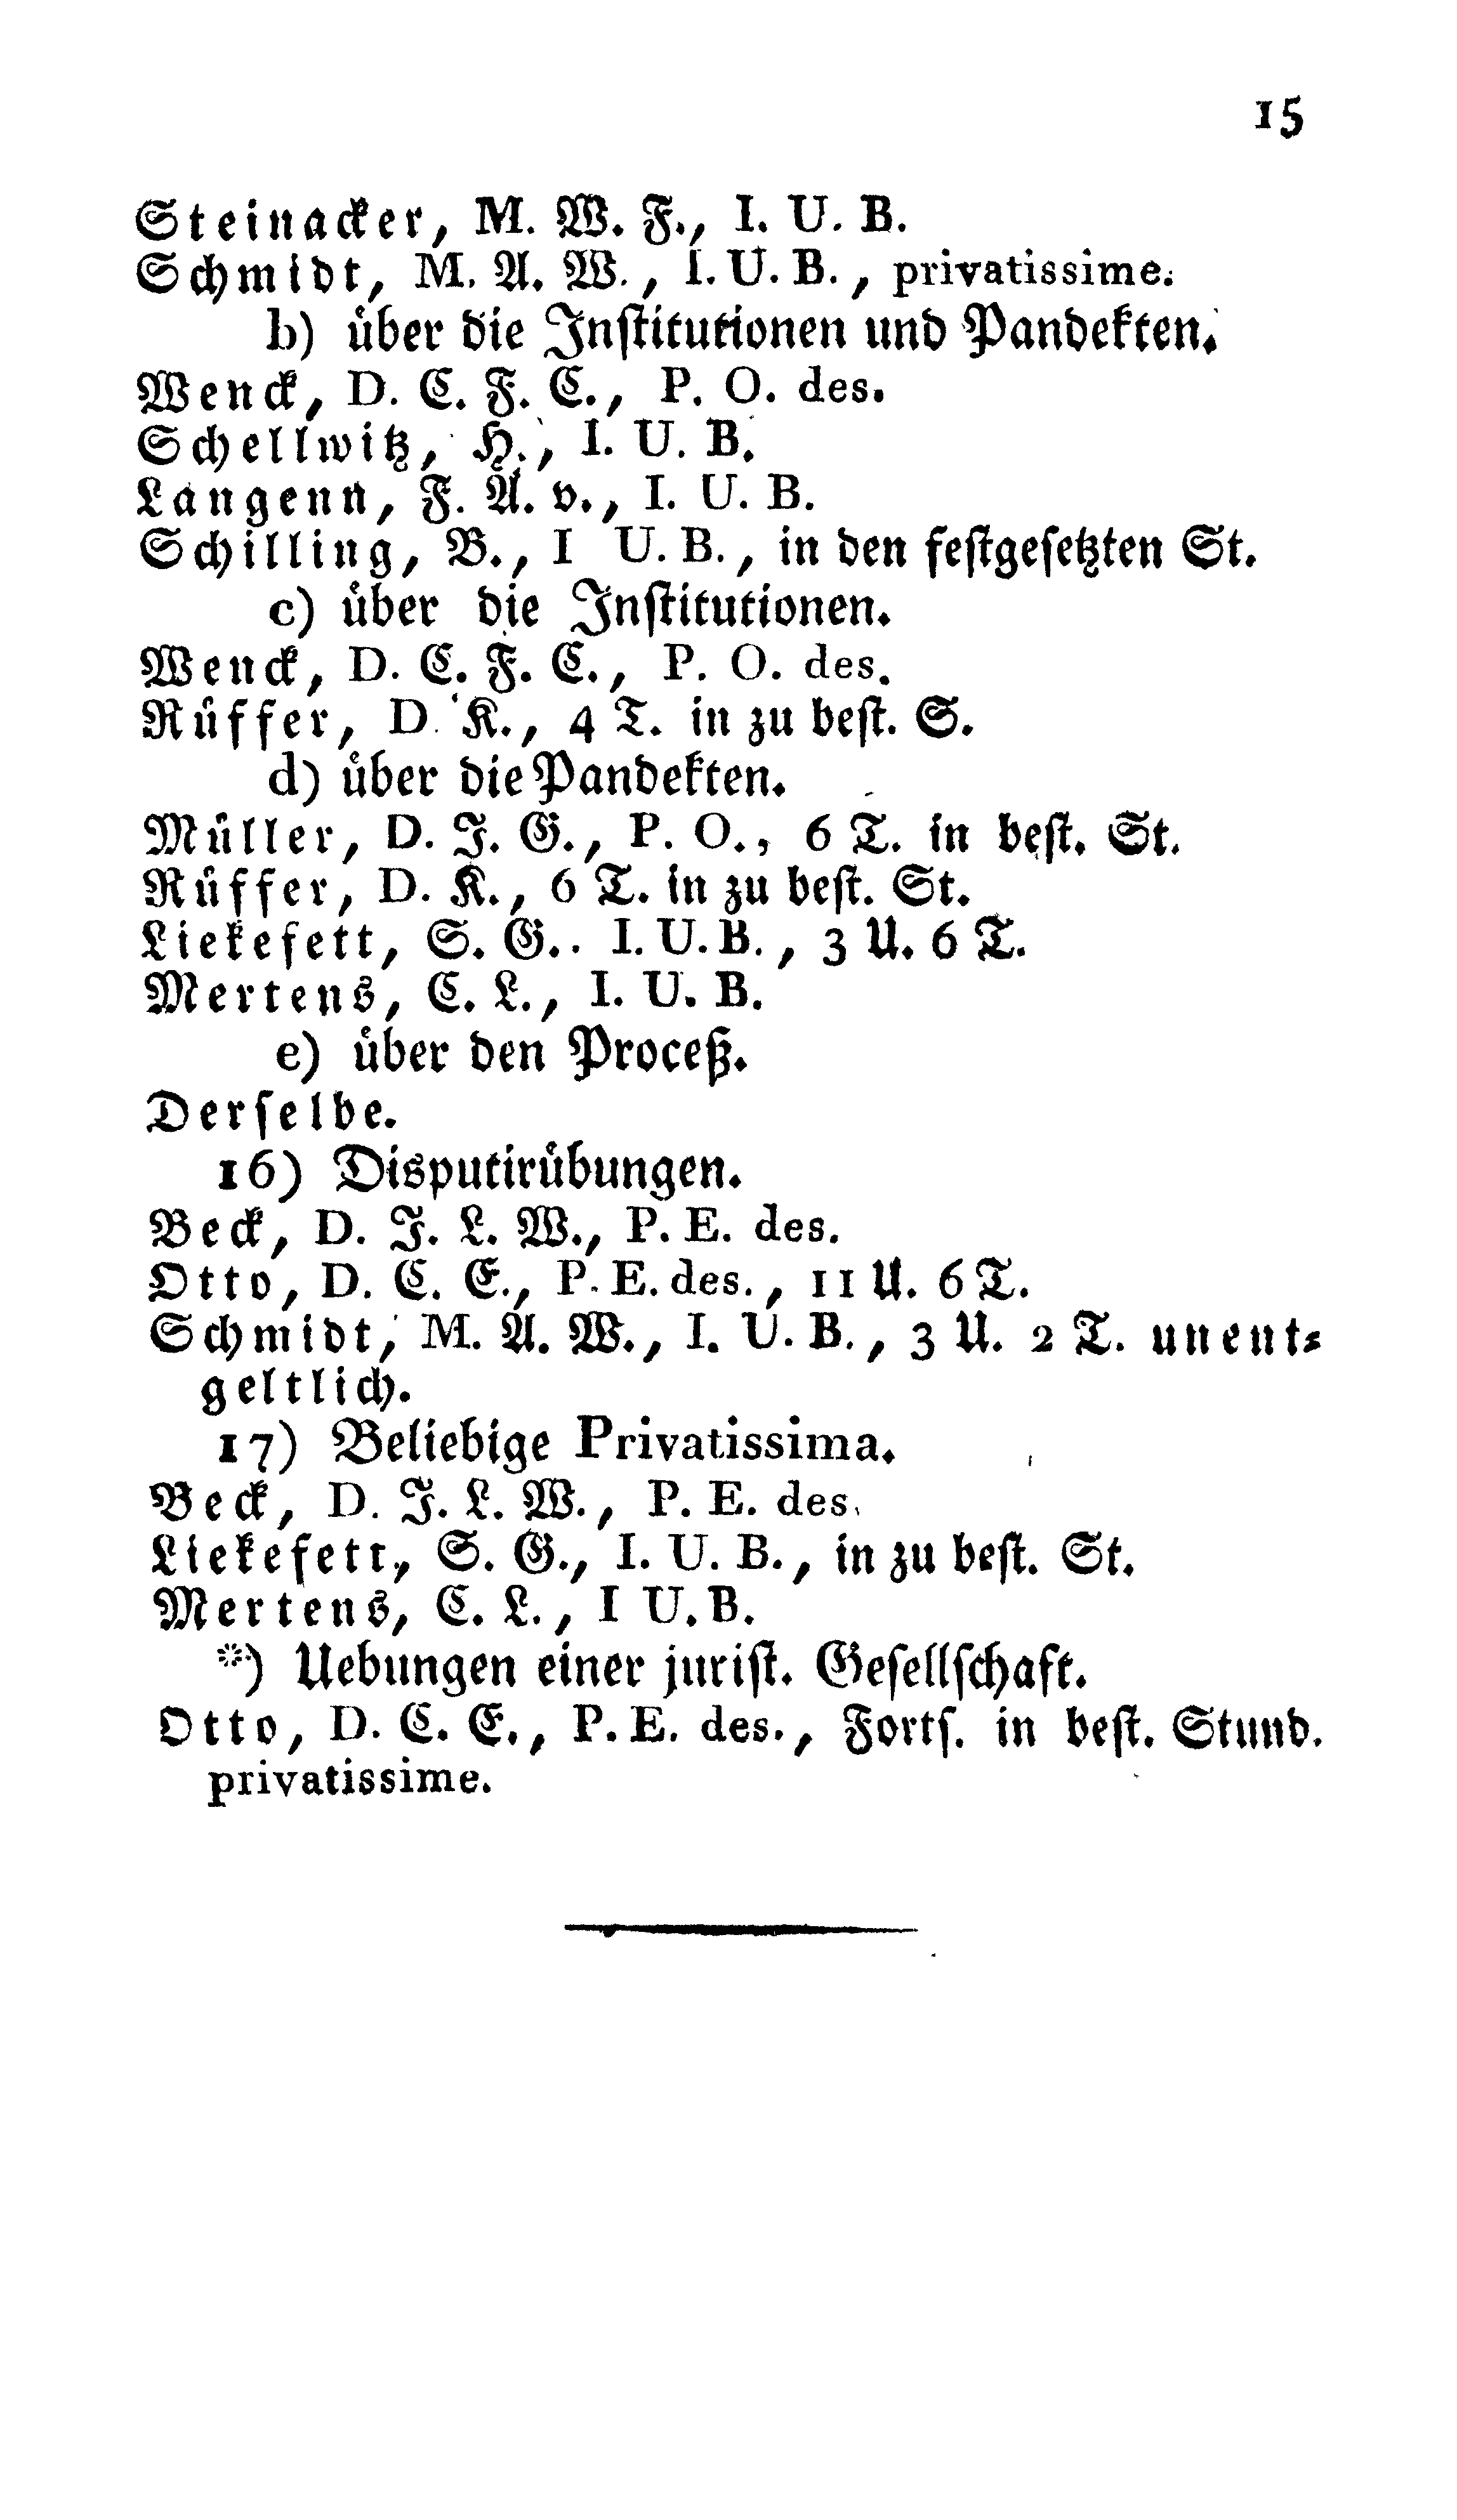 15
Steinacker, M. W. F., I. U. B.
Schmidt, M. A. W., I. U. B., privatissime.
b) über die Institutionen und Pandekten.
Wenck, D. C. F. C., P. O. des.
Schellwitz, H., I. U. B.
Langenn, F. A. v., I. U. B.
Schilling, B., I U. B., in den festgesetzten St.
c) über die Institutionen.
Wenck, D. C. F. C., P. O. des.
Rüffer, D. K., 4 T. in zu best. S.
d) über die Pandekten.
Müller, D. J. G., P. O., 6 T. in best. St.
Rüffer, D. K., 6 T. in zu best. St.
Liekefett, S. G.. I. U. B., 3 U. 6 T.
Mertens, C. L., I. U. B.
e) über den Proceß.
Derselbe.
16) Disputirübungen.
Beck, D. J. L. W., P. E. des.
Otto, D. C. E., P. E. des., 11 U. 6 T.
Schmidt, M. A. W., I. U. B., 3 U. 2 T. unent-
geltlich.
17) Beliebige Privatissima.
Beck, D. J. L. W., P. E. des.
Liekefett, S. G., I. U. B., in zu best. St.
Mertens, C. L., I U. B.
*) Uebungen einer jurist. Gesellschaft.
Otto, D. C. E., P. E. des., Forts. in best. Stund.
privatissime.